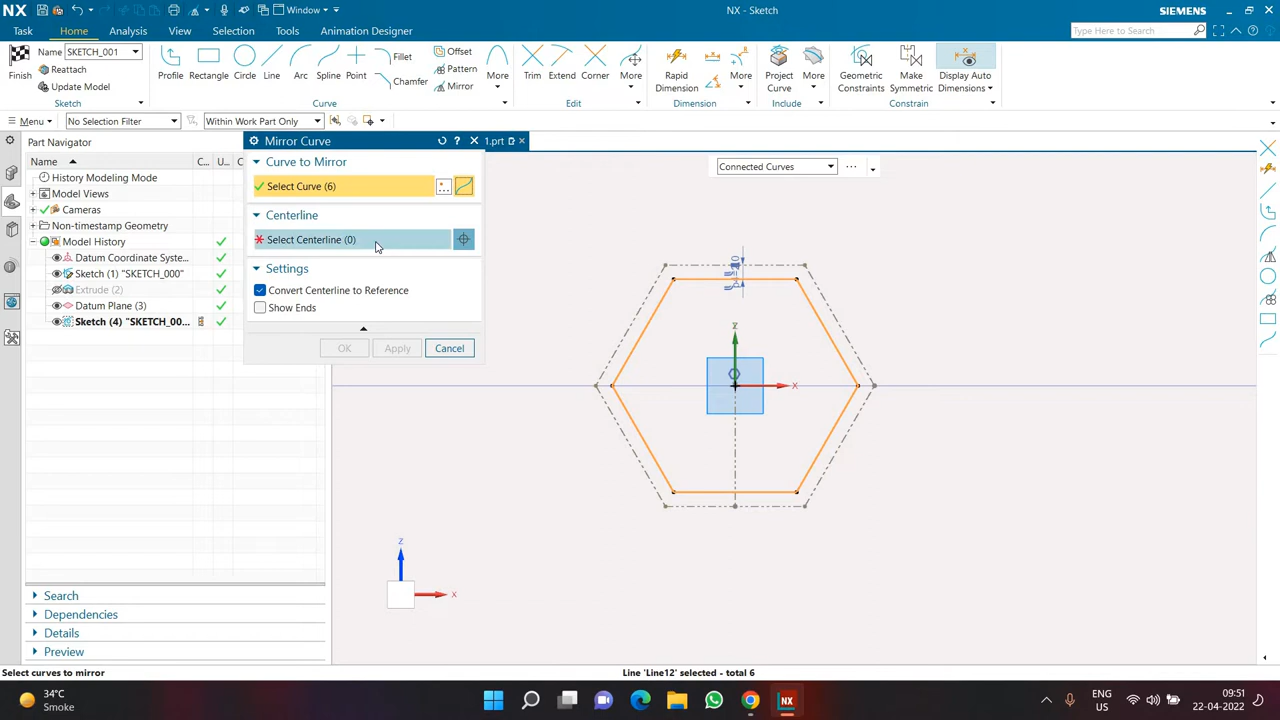 NX
Window
NX - Sketch
SIEMENS
Task
Home
Analysis
View
Selection
Tools
Animation Designer
Type here to Search
Name SKETCH_001
Reattach
Update Model
Finish
Sketch
Profile
Rectangle
Circle
Line
Arc
Spline
Point
Fillet
Chamfer
Offset
Pattern
Mirror
More
Curve
Trim
Extend
Corner
More
Edit
Rapid
Dimension
More
Dimension
Project
Curve
More
Include
Geometric
Constraints
Make
Symmetric
Display Auto
Dimensions
Constrain
Menu
No Selection Filter
Within Work Part Only
Part Navigator
Name
C...
U...
C
History Modeling Mode
Model Views
Cameras
Non-timestamp Geometry
Model History
Datum Coordinate Syste...
Sketch (1) "SKETCH_000"
Extrude (2)
Datum Plane (3)
Sketch (4) "SKETCH_00...
Search
Dependencies
Details
Preview
Mirror Curve
1.prt
Curve to Mirror
Select Curve (6)
Centerline
Select Centerline (0)
Settings
Convert Centerline to Reference
Show Ends
OK
Apply
Cancel
Connected Curves
Z
X
Z
X
Select curves to mirror
Line 'Line12' selected - total 6
34°C
Smoke
NX
ENG
US
09:51
22-04-2022